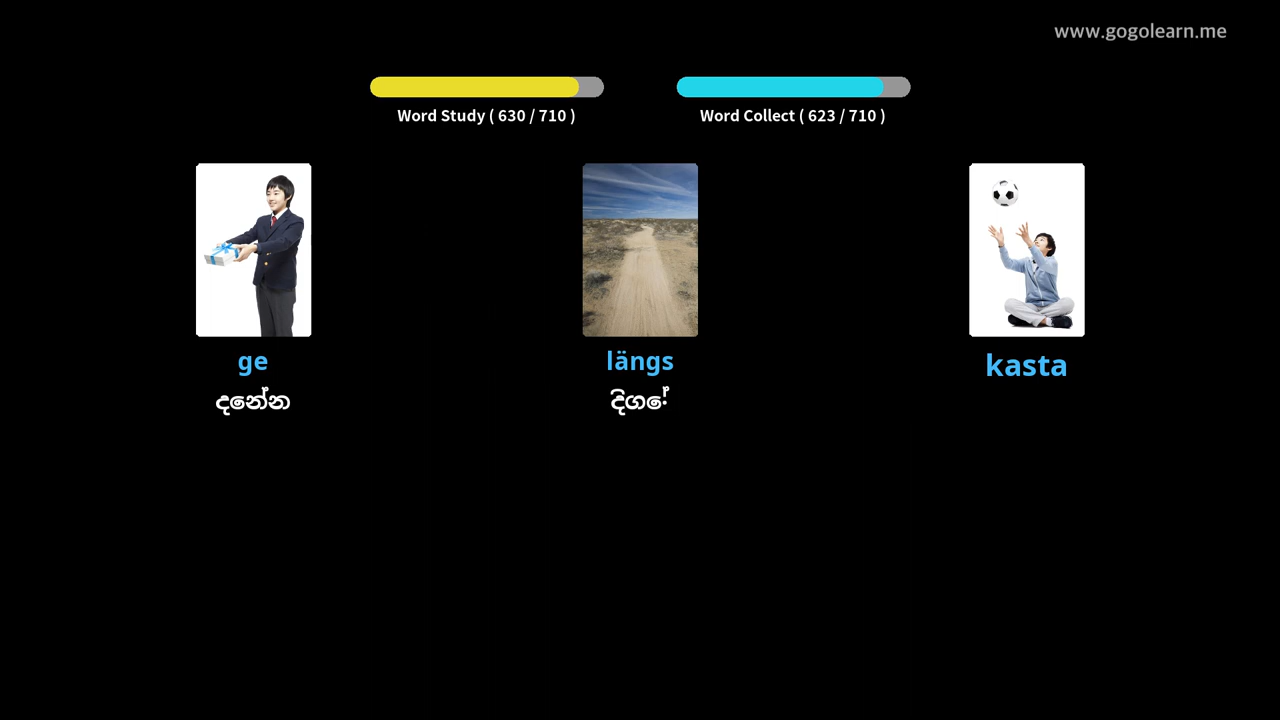 www.gogolearn.me
Word Study ( 630 / 710 )
Word Collect ( 623 / 710 )
ge
දනේන
längs
kasta